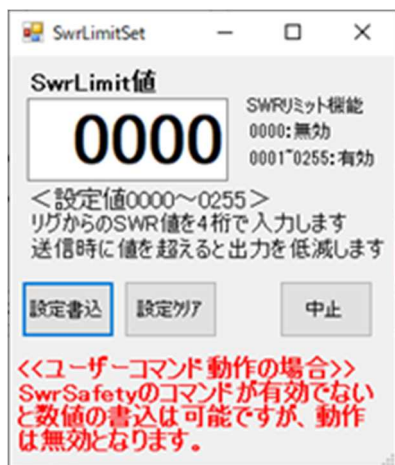 SwrLimitSet
SwrLimit値
0000
SWRリミット機能
0000:無効
0001~0255:有効
＜設定値0000～0255＞
リグからのSWR値を4桁で入力します
送信時に値を超えると出力を低減します
設定書込
設定クリア
中止
<<ユーザーコマンド動作の場合>>
SwrSafetyのコマンドが有効でない
と数値の書込は可能ですが、動作
は無効となります。